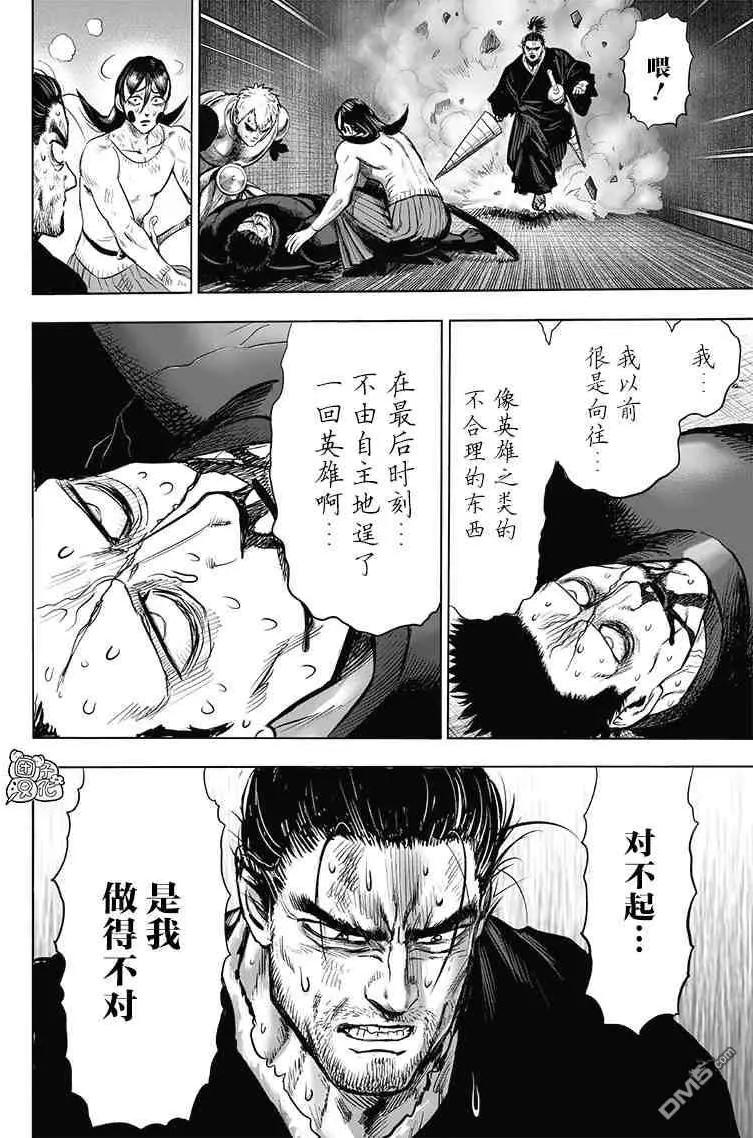 喂！
我…
我以前
很是向往…
像英雄之类的
不合理的东西
在最后时刻…
不由自主地逞了
一回英雄啊…
对不起…
是我
做得不对
DM5.com